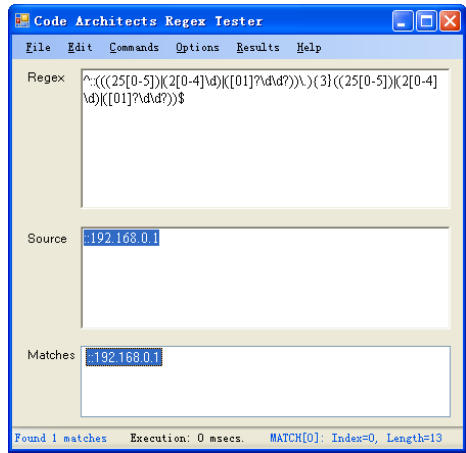 Code Architects Regex Tester
File Edit Commands Options Results Help
Regex
^::(((25[0-5])|(2[0-4]\d)|([01]?\d\d?))\.){3}((25[0-5])|(2[0-4]
\d)|([01]?\d\d?))$
Source
::192.168.0.1
Matches
::192.168.0.1
Found 1 matches Execution: 0 msecs. MATCH[0]: Index=0, Length=13